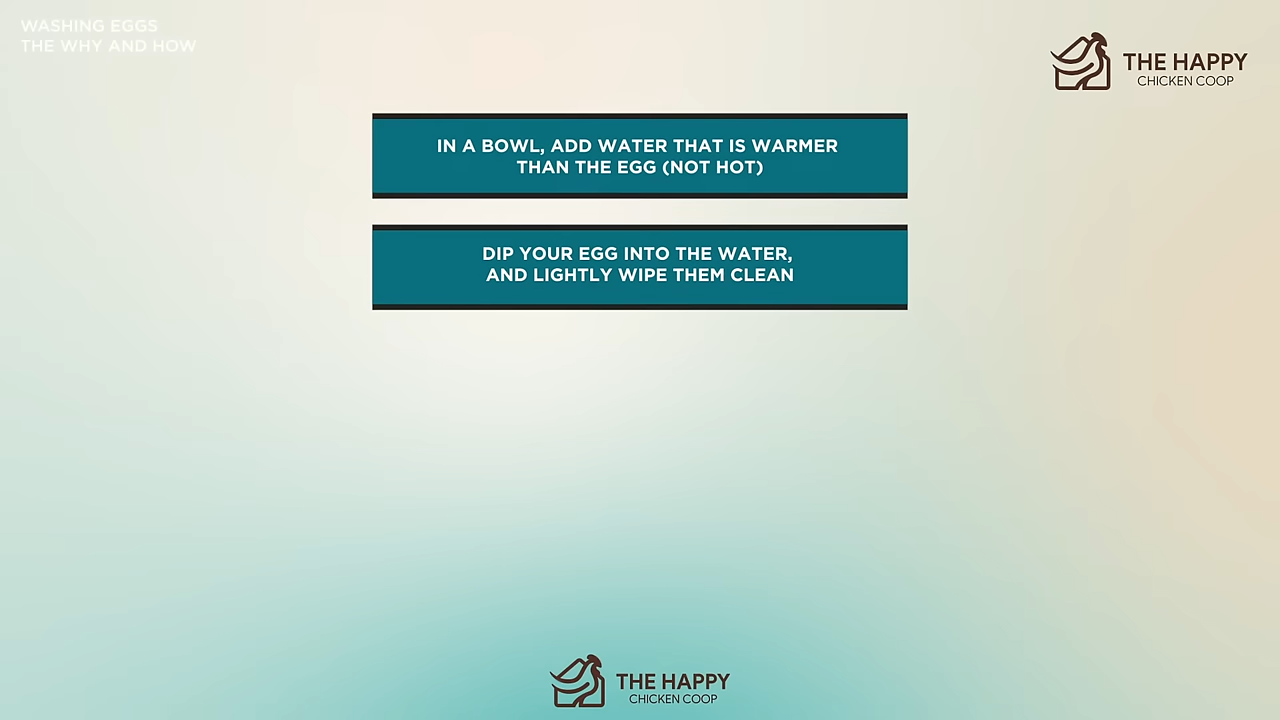 WASHING EGGS
THE WHY AND HOW
THE HAPPY
CHICKEN COOP
IN A BOWL, ADD WATER THAT IS WARMER
THAN THE EGG (NOT HOT)
DIP YOUR EGG INTO THE WATER,
AND LIGHTLY WIPE THEM CLEAN
THE HAPPY
CHICKEN COOP